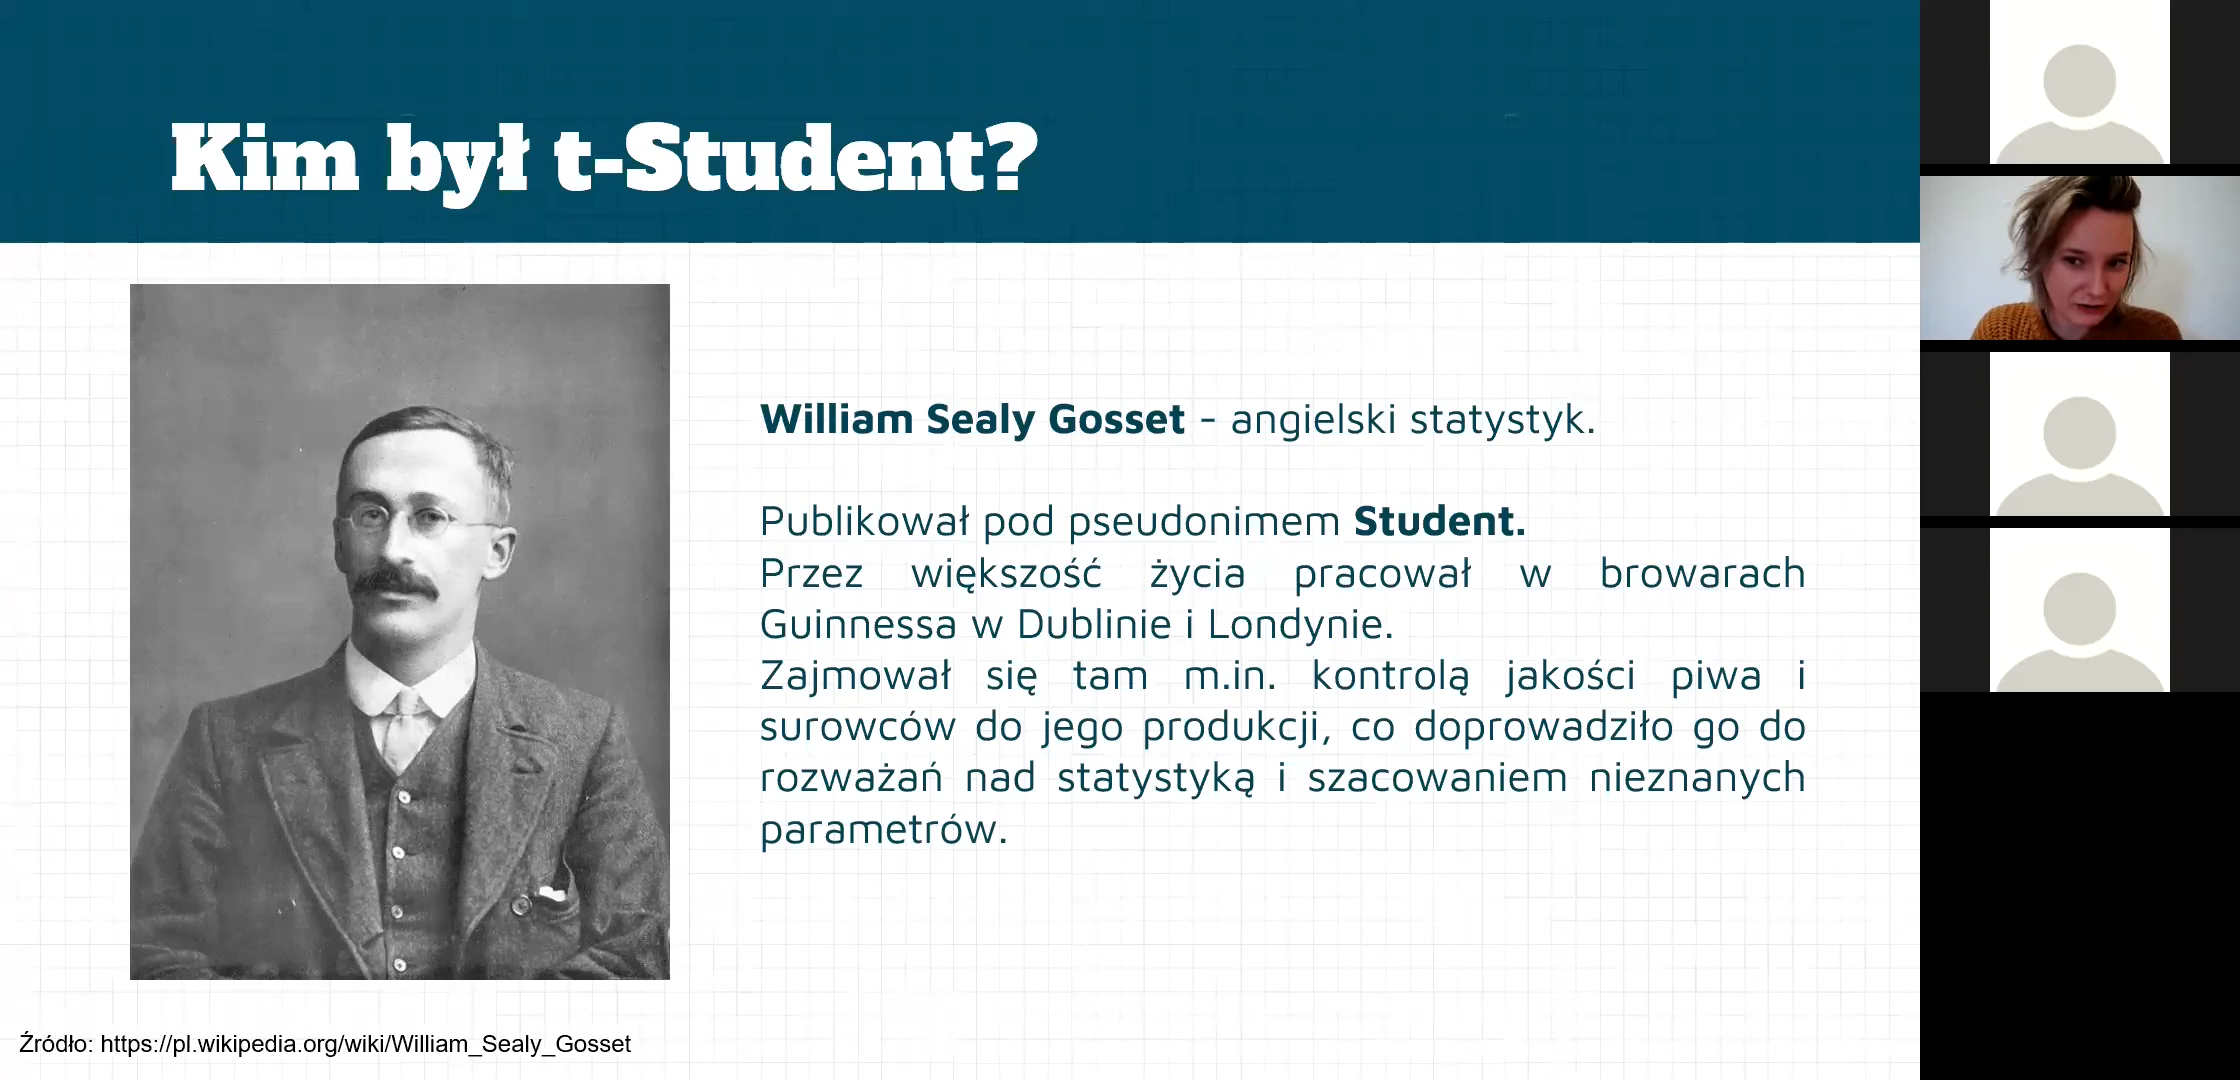 Kim był t-Student?
William Sealy Gosset - angielski statystyk.
Publikował pod pseudonimem Student.
Przez większość życia pracował w browarach
Guinnessa w Dublinie i Londynie.
Zajmował się tam m.in. kontrolą jakości piwa i
surowców do jego produkcji, co doprowadziło go do
rozważań nad statystyką i szacowaniem nieznanych
parametrów.
Źródło: https://pl.wikipedia.org/wiki/William_Sealy_Gosset